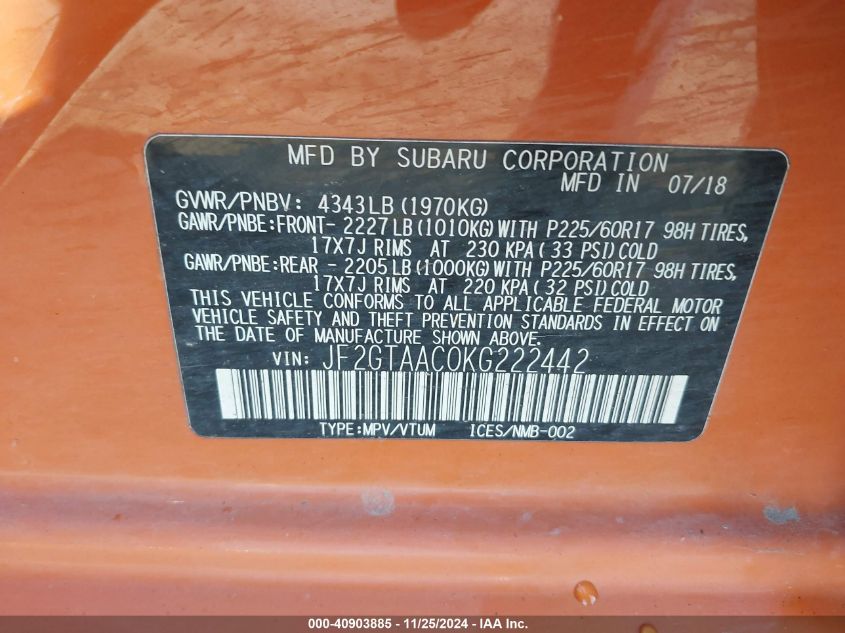 MFD BY SUBARU CORPORATION
MFD IN 07/18
GVWR/PNBV: 4343LB (1970KG)
GAWR/PNBE:FRONT- 2227LB (1010KG) WITH P225/60R17 98H TIRES,
17X7J RIMS AT 230 KPA ( 33 PSI) COLD
GAWR/PNBE:REAR - 2205LB (1000KG) WITH P225/60R17 98H TIRES,
17X7J RIMS AT 220 KPA ( 32 PSI) COLD
THIS VEHICLE CONFORMS TO ALL APPLICABLE FEDERAL MOTOR
VEHICLE SAFETY AND THEFT PREVENTION STANDARDS IN EFFECT ON
THE DATE OF MANUFACTURE SHOWN ABOVE.
VIN: JF2GTAAC0KG222442
TYPE:MPV/VTUM ICES/NMB-002
000-40903885 - 11/25/2024 - IAA Inc.